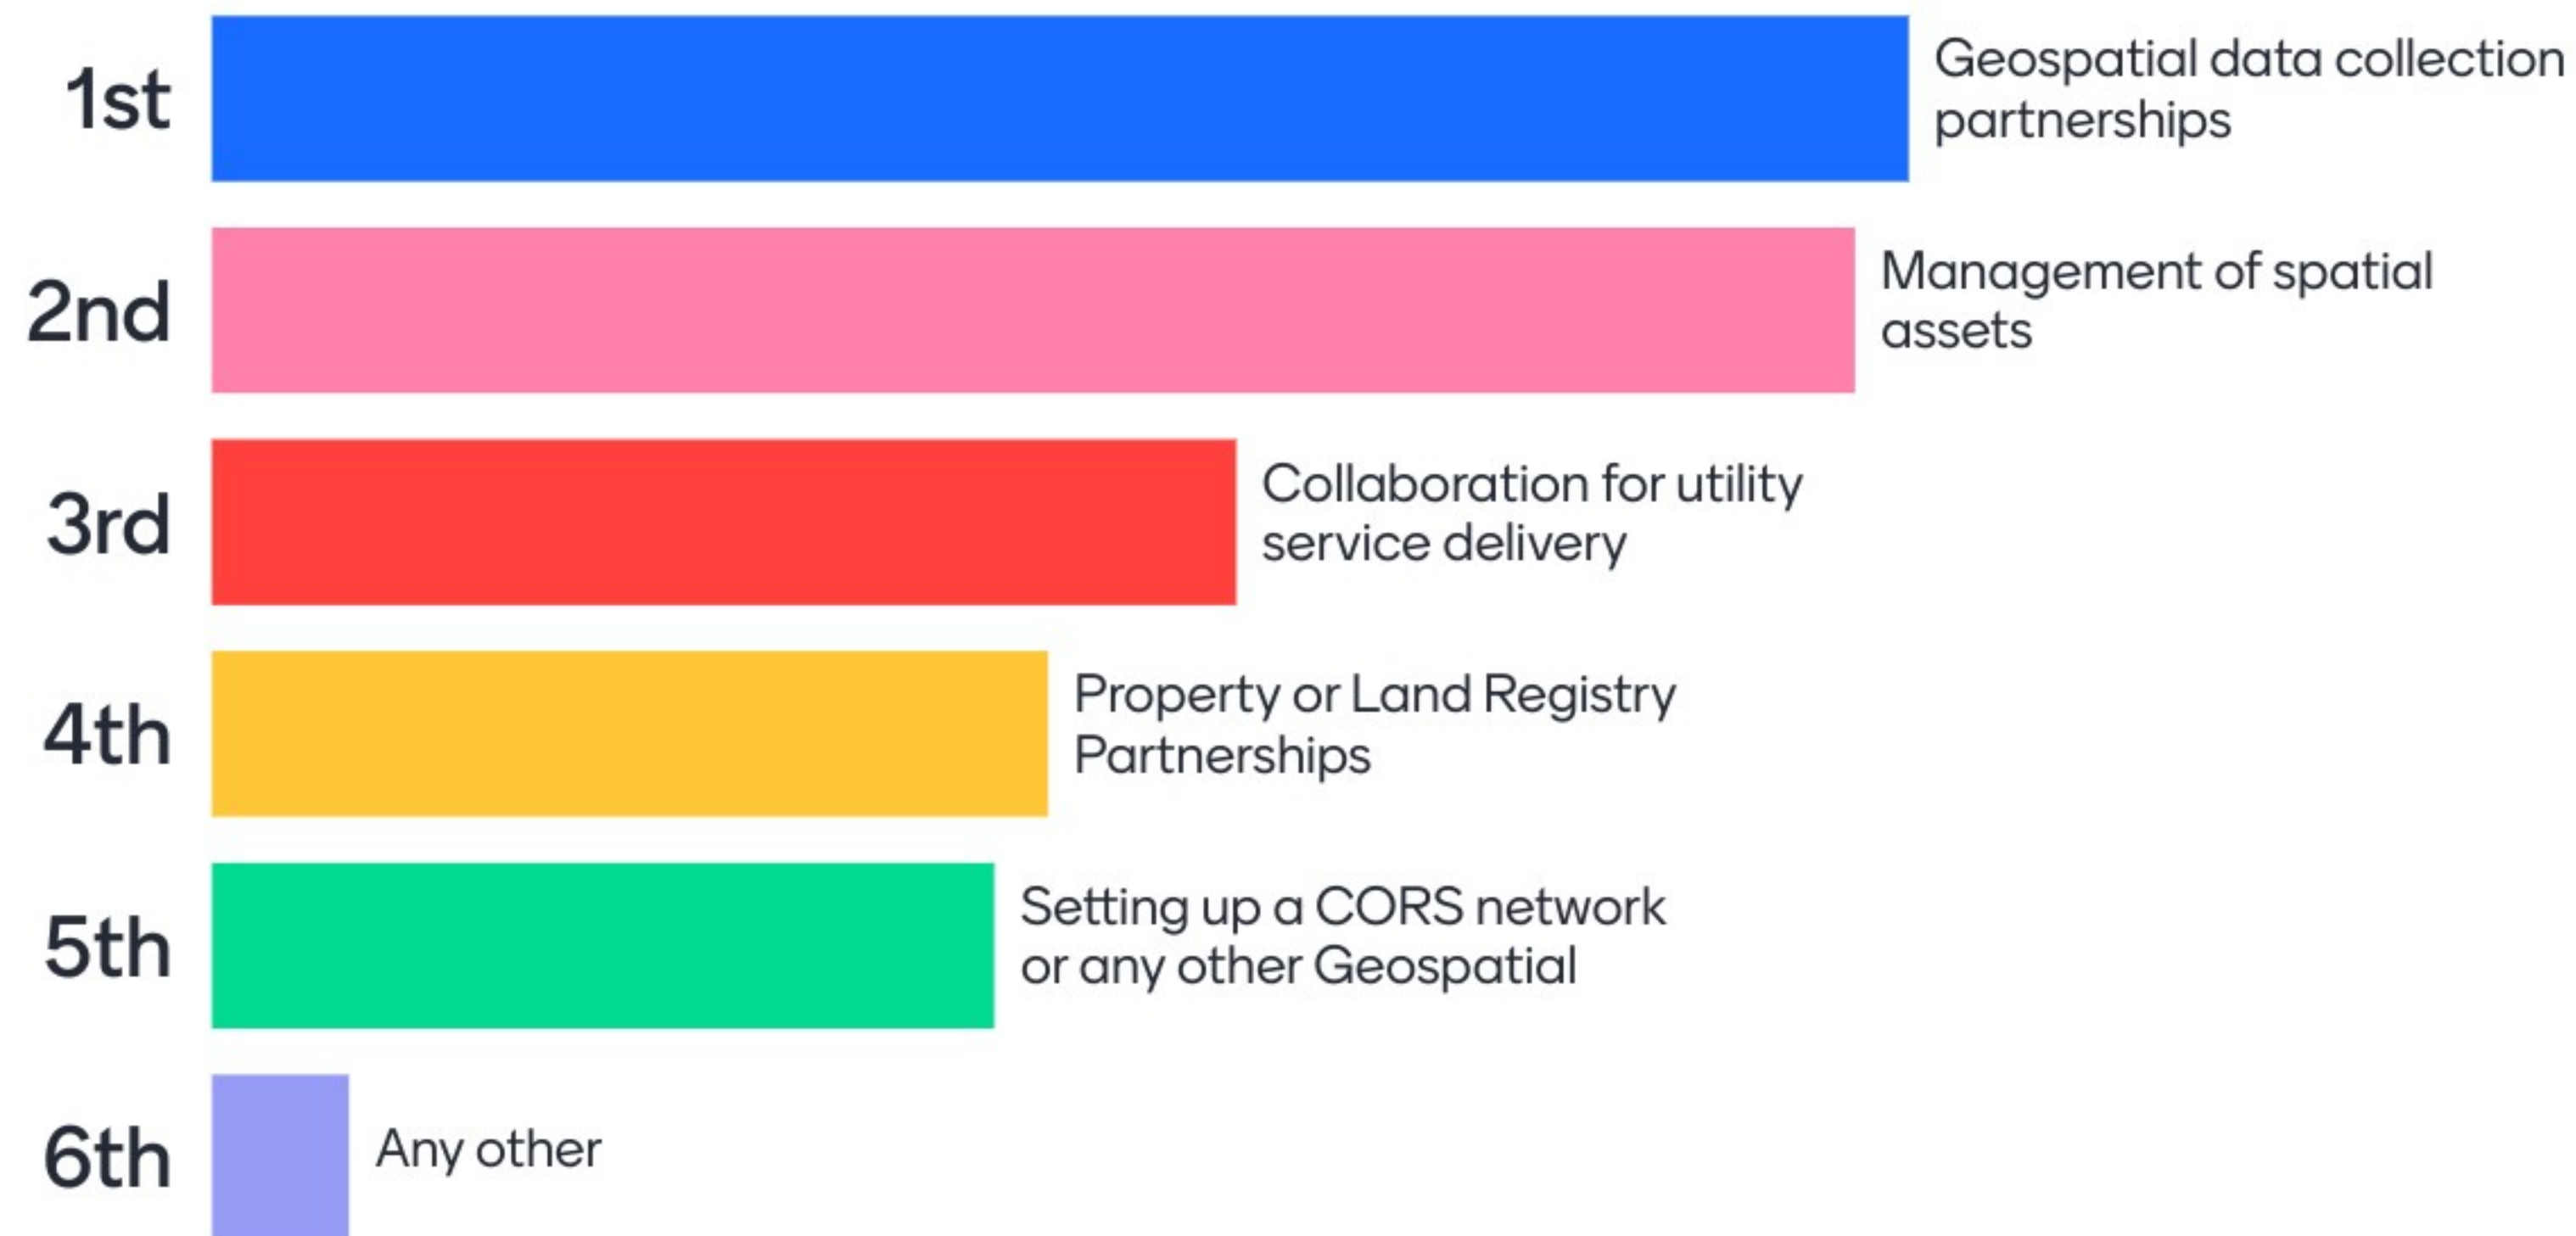 1st
Geospatial data collection
partnerships
2nd
Management of spatial
assets
3rd
Collaboration for utility
service delivery
4th
Property or Land Registry
Partnerships
5th
Setting up a CORS network
or any other Geospatial
6th
Any other